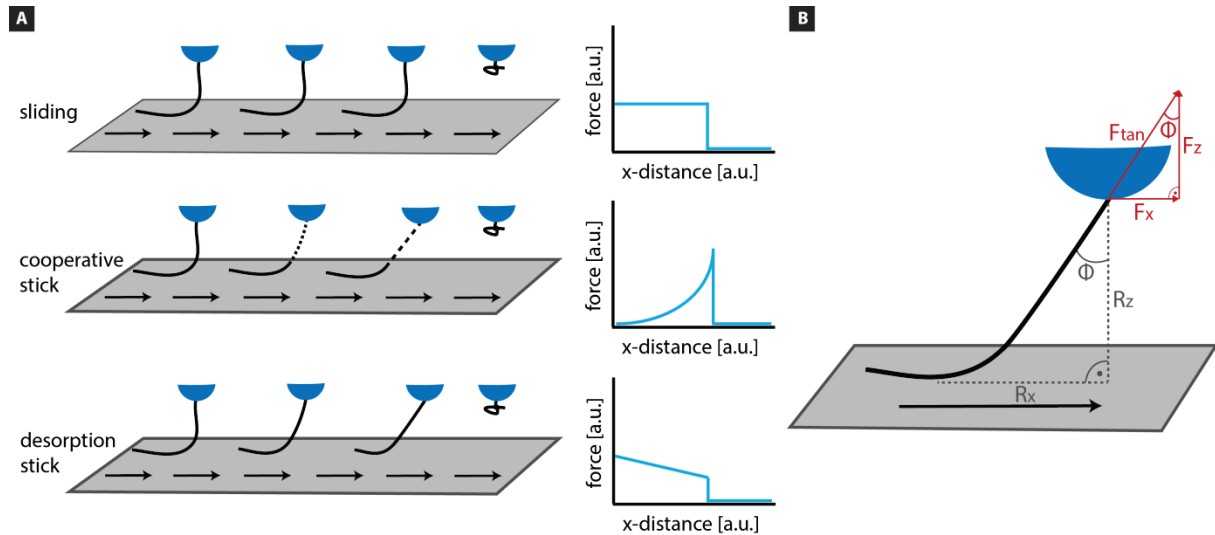 A
sliding
force [a.u.]
x-distance [a.u.]
cooperative
stick
force [a.u.]
x-distance [a.u.]
desorption
stick
force [a.u.]
x-distance [a.u.]
B
Ftan
Φ
Fz
Fx
Φ
Rz
Rx